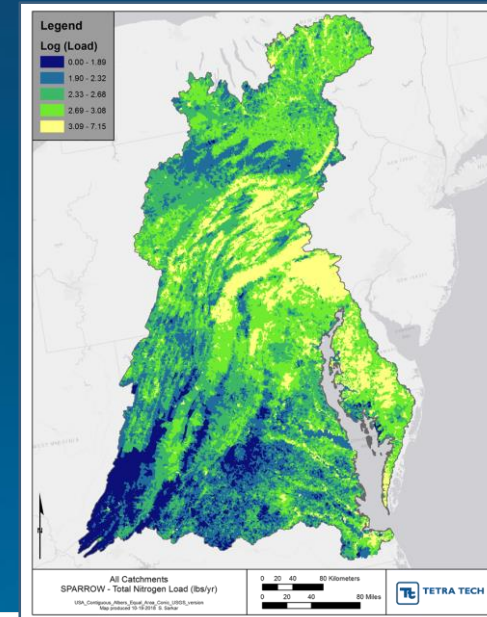 Legend
Log (Load)
0.00 - 1.89
1.90 - 2.32
2.33 - 2.68
2.69 - 3.08
3.09 - 7.15
All Catchments
SPARROW - Total Nitrogen Load (lbs/yr)
USA_Contiguous_Albers_Equal_Area_Conic_USGS_version
0 20 40 80 Kilometers
0 20 40 80 Miles
TETRA TECH